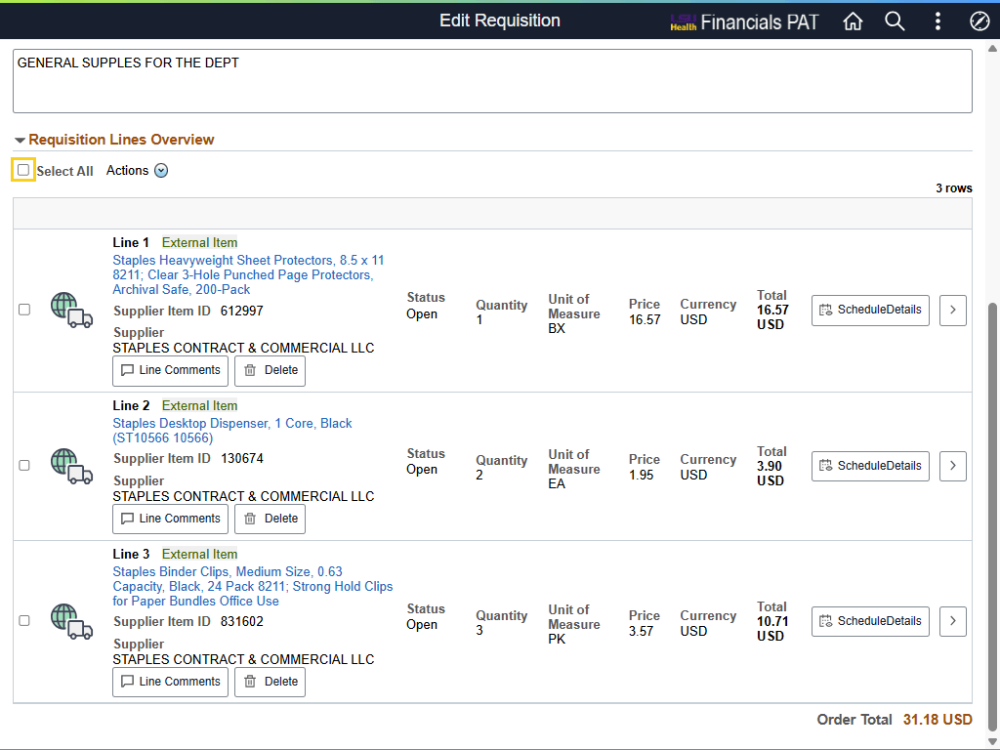 Edit Requisition
LSU Health Financials PAT
GENERAL SUPPLES FOR THE DEPT
Requisition Lines Overview
Select All Actions
3 rows
Line 1 External Item
Staples Heavyweight Sheet Protectors, 8.5 x 11
8211; Clear 3-Hole Punched Page Protectors,
Archival Safe, 200-Pack
Supplier Item ID 612997
Supplier
STAPLES CONTRACT & COMMERCIAL LLC
Line Comments Delete
Status
Open
Quantity
1
Unit of
Measure
BX
Price
16.57
Currency
USD
Total
16.57
USD
ScheduleDetails
Line 2 External Item
Staples Desktop Dispenser, 1 Core, Black
(ST10566 10566)
Supplier Item ID 130674
Supplier
STAPLES CONTRACT & COMMERCIAL LLC
Line Comments Delete
Status
Open
Quantity
2
Unit of
Measure
EA
Price
1.95
Currency
USD
Total
3.90
USD
ScheduleDetails
Line 3 External Item
Staples Binder Clips, Medium Size, 0.63
Capacity, Black, 24 Pack 8211; Strong Hold Clips
for Paper Bundles Office Use
Supplier Item ID 831602
Supplier
STAPLES CONTRACT & COMMERCIAL LLC
Line Comments Delete
Status
Open
Quantity
3
Unit of
Measure
PK
Price
3.57
Currency
USD
Total
10.71
USD
ScheduleDetails
Order Total 31.18 USD